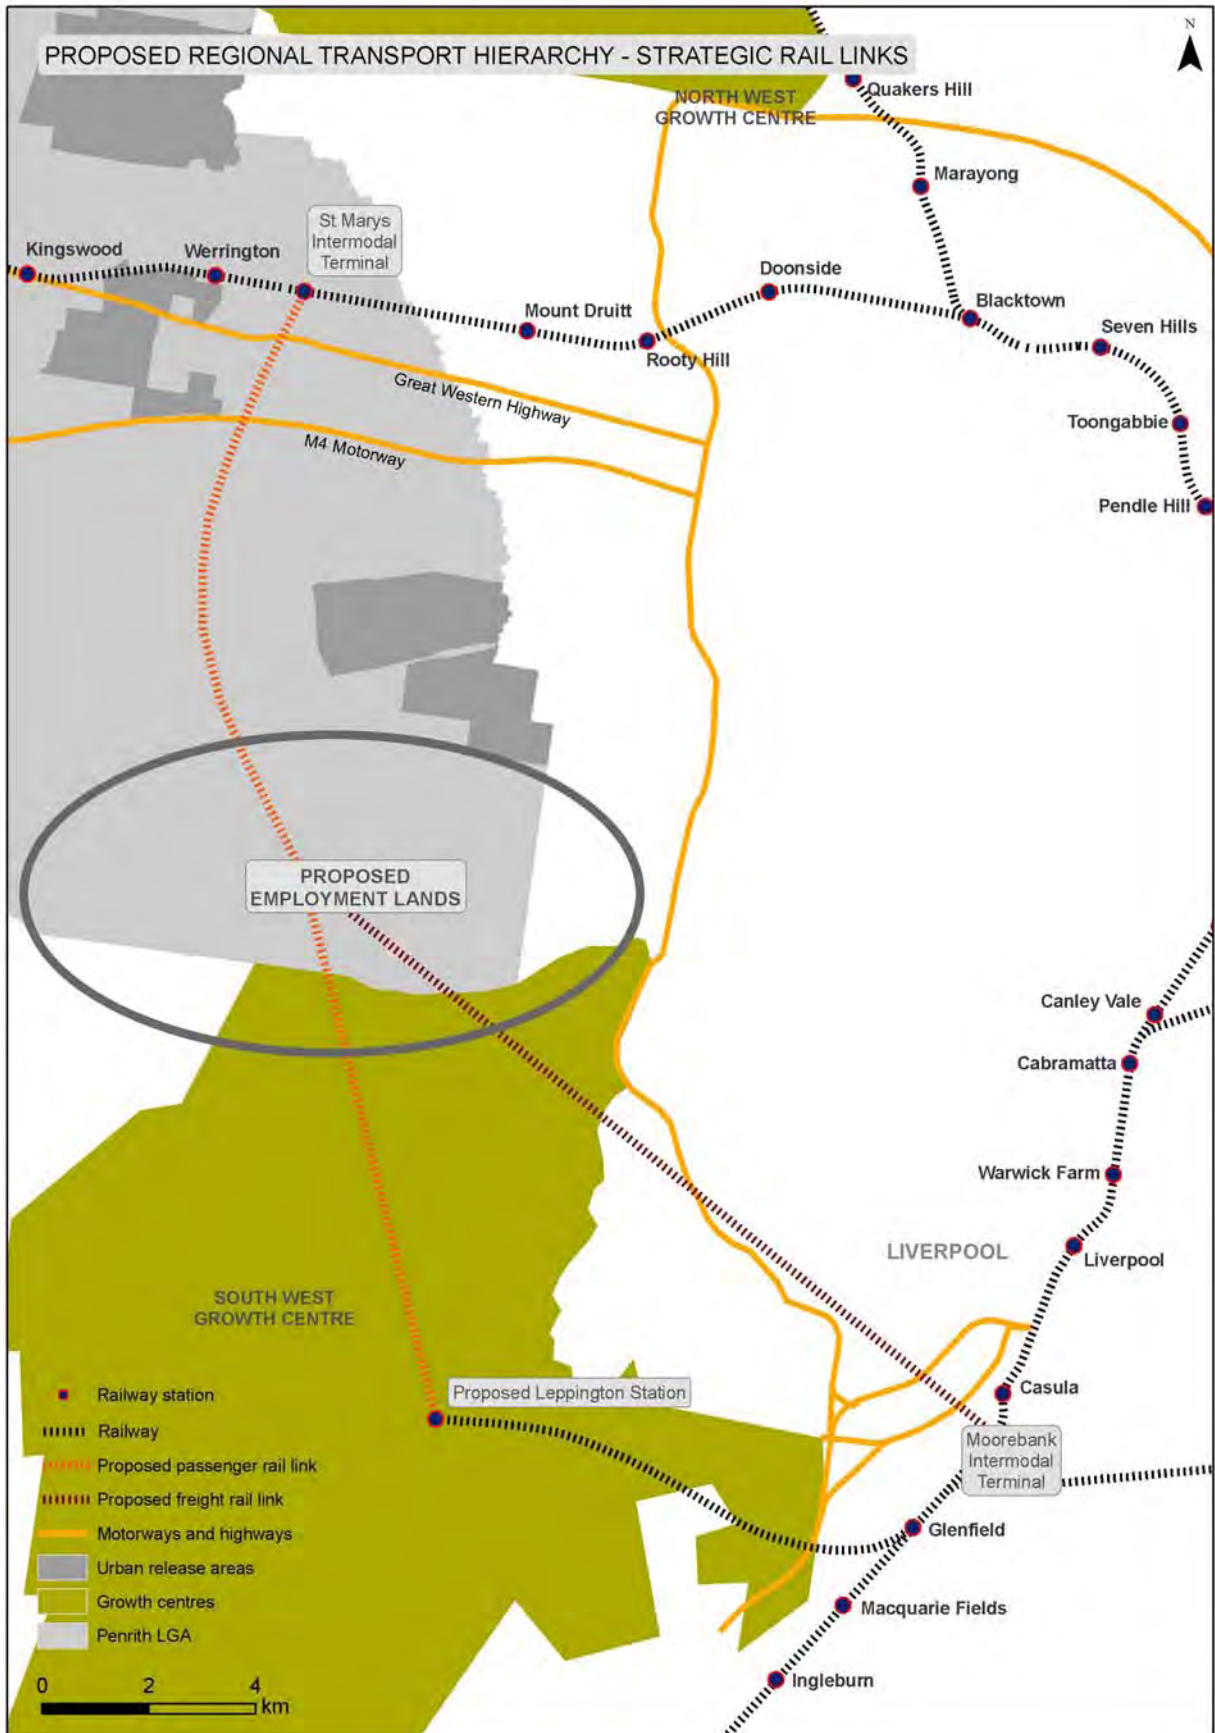 N
PROPOSED REGIONAL TRANSPORT HIERARCHY - STRATEGIC RAIL LINKS
Quakers Hill
NORTH WEST
GROWTH CENTRE
Marayong
St Marys
Intermodal
Terminal
Kingswood
Werrington
Doonside
Blacktown
Mount Druitt
Seven Hills
Rooty Hill
Great Western Highway
Toongabbie
M4 Motorway
Pendle Hill
PROPOSED
EMPLOYMENT LANDS
Canley Vale
Cabramatta
Warwick Farm
LIVERPOOL
Liverpool
SOUTH WEST
GROWTH CENTRE
Proposed Leppington Station
Casula
Moorebank
Intermodal
Terminal
Glenfield
Macquarie Fields
Ingleburn
Railway station
Railway
Proposed passenger rail link
Proposed freight rail link
Motorways and highways
Urban release areas
Growth centres
Penrith LGA
0 2 4
km